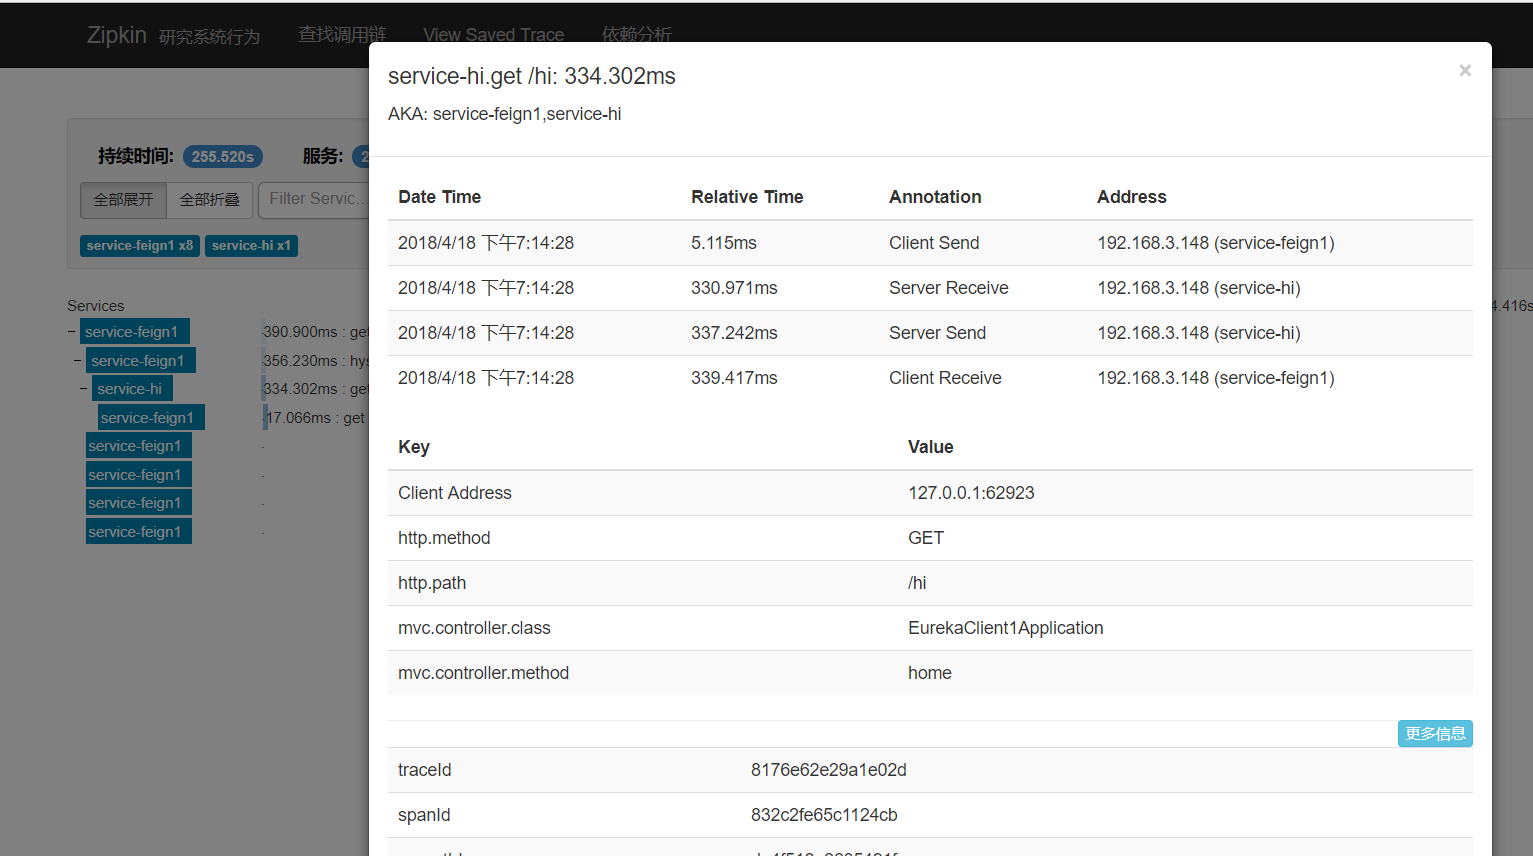 Zipkin 研究系统行为 查找调用链 View Saved Trace 依赖分析
service-hi.get /hi: 334.302ms ×
AKA: service-feign1,service-hi
持续时间: 255.520s 服务: 2
全部展开 全部折叠 Filter Servic...
service-feign1 x8 service-hi x1
Date Time Relative Time Annotation Address
2018/4/18 下午7:14:28 5.115ms Client Send 192.168.3.148 (service-feign1)
2018/4/18 下午7:14:28 330.971ms Server Receive 192.168.3.148 (service-hi)
2018/4/18 下午7:14:28 337.242ms Server Send 192.168.3.148 (service-hi)
2018/4/18 下午7:14:28 339.417ms Client Receive 192.168.3.148 (service-feign1)
Services 4.416s
- service-feign1 390.900ms : get
- service-feign1 356.230ms : hys
- service-hi 334.302ms : get
service-feign1 17.066ms : get
service-feign1
service-feign1
service-feign1
service-feign1
Key Value
Client Address 127.0.0.1:62923
http.method GET
http.path /hi
mvc.controller.class EurekaClient1Application
mvc.controller.method home
更多信息
traceId 8176e62e29a1e02d
spanId 832c2fe65c1124cb